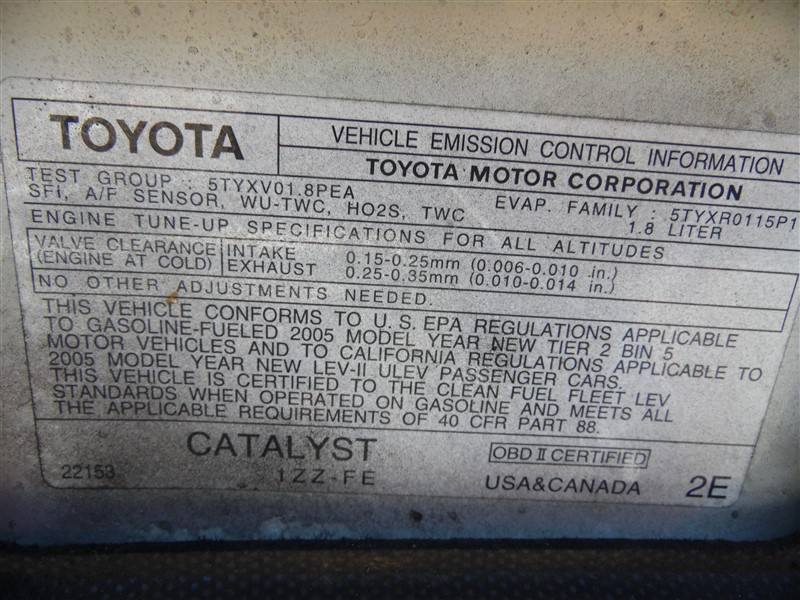 TOYOTA
VEHICLE EMISSION CONTROL INFORMATION
TOYOTA MOTOR CORPORATION
TEST GROUP : 5TYXV01.8PEA
EVAP. FAMILY : 5TYXR0115P1
SFI, A/F SENSOR, WU-TWC, HO2S, TWC
1.8 LITER
ENGINE TUNE-UP SPECIFICATIONS FOR ALL ALTITUDES
VALVE CLEARANCE INTAKE 0.15-0.25mm (0.006-0.010 in.)
(ENGINE AT COLD) EXHAUST 0.25-0.35mm (0.010-0.014 in.)
NO OTHER ADJUSTMENTS NEEDED.
THIS VEHICLE CONFORMS TO U.S. EPA REGULATIONS APPLICABLE
TO GASOLINE-FUELED 2005 MODEL YEAR NEW TIER 2 BIN 5
MOTOR VEHICLES AND TO CALIFORNIA REGULATIONS APPLICABLE TO
2005 MODEL YEAR NEW LEV-II ULEV PASSENGER CARS.
THIS VEHICLE IS CERTIFIED TO THE CLEAN FUEL FLEET LEV
STANDARDS WHEN OPERATED ON GASOLINE AND MEETS ALL
THE APPLICABLE REQUIREMENTS OF 40 CFR PART 88.
CATALYST
OBD II CERTIFIED
22153
1ZZ-FE
USA&CANADA
2E